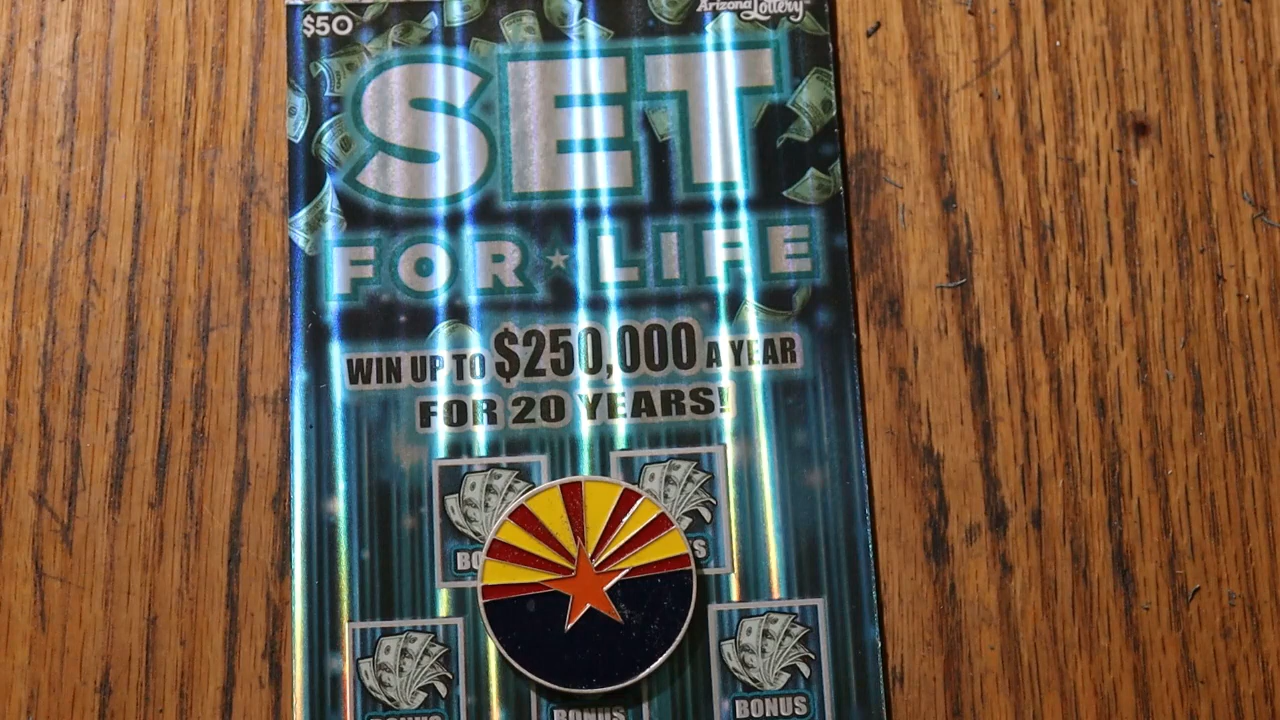 $50
Arizona Lottery
SET
FOR LIFE
WIN UP TO $250,000 A YEAR
FOR 20 YEARS!
BONUS
BONUS
BONUS